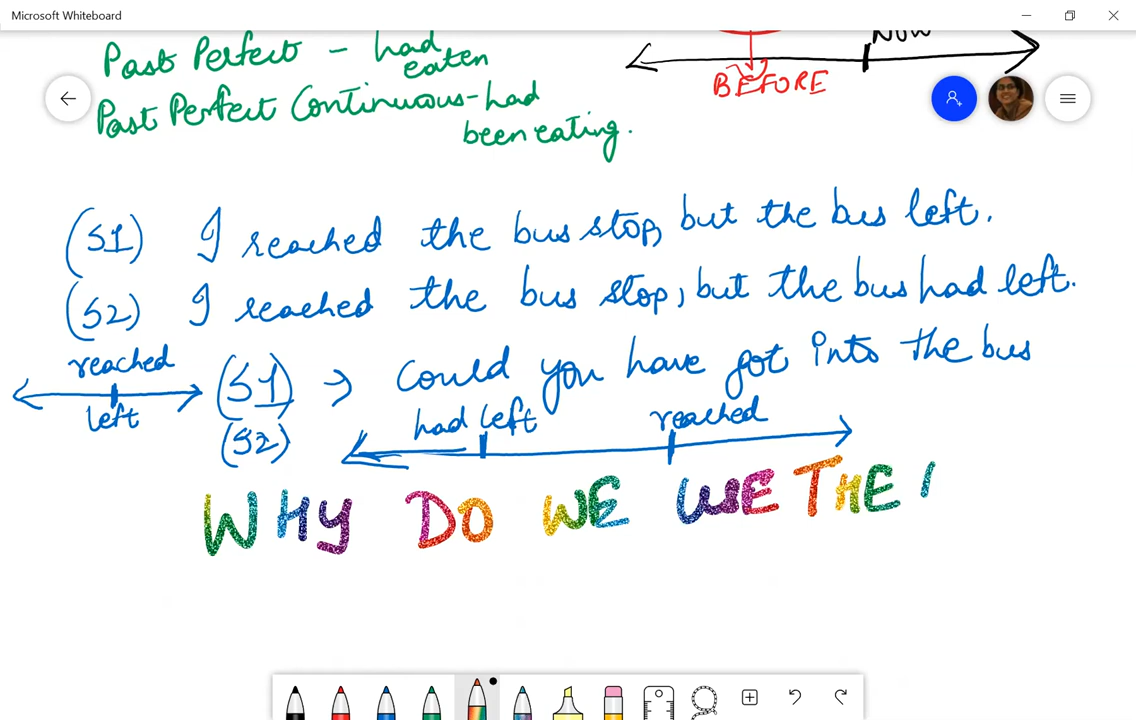 Microsoft Whiteboard
Past Perfect - had eaten
NOW
BEFORE
Past Perfect Continuous - had been eating.
(S1) I reached the bus stop, but the bus left.
(S2) I reached the bus stop, but the bus had left.
reached
left
(S1) → Could you have got into the bus
(S2)
had left
reached
WHY DO WE USE THE